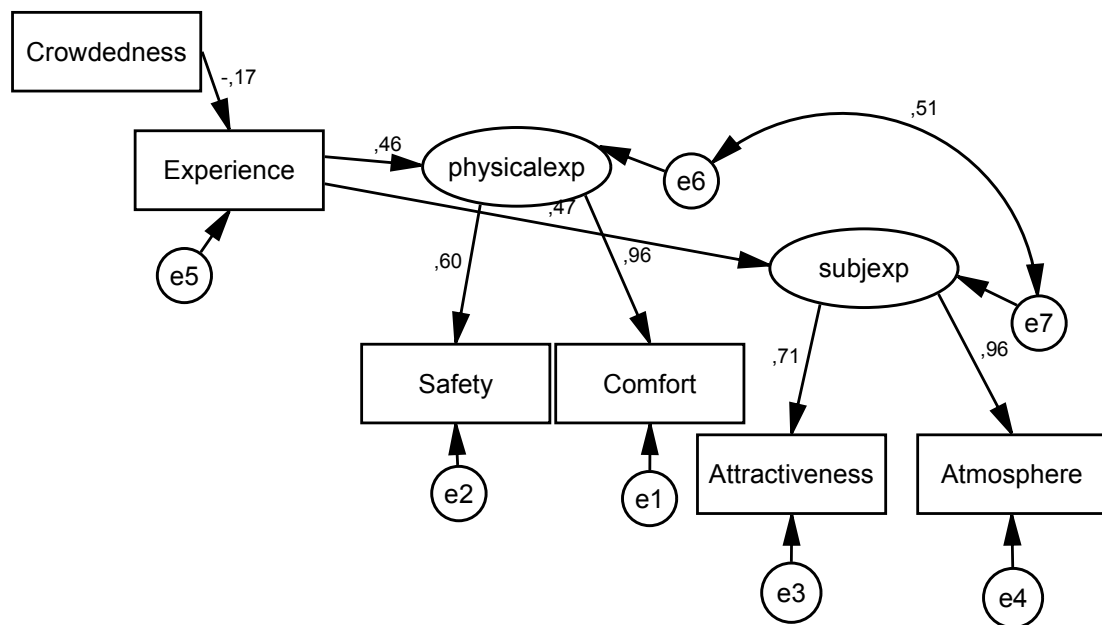 Crowdedness
-,17
,51
Experience
,46
physicalexp
e6
,47
e5
,60
,96
subjexp
e7
Safety
Comfort
,71
,96
e2
e1
Attractiveness
Atmosphere
e3
e4